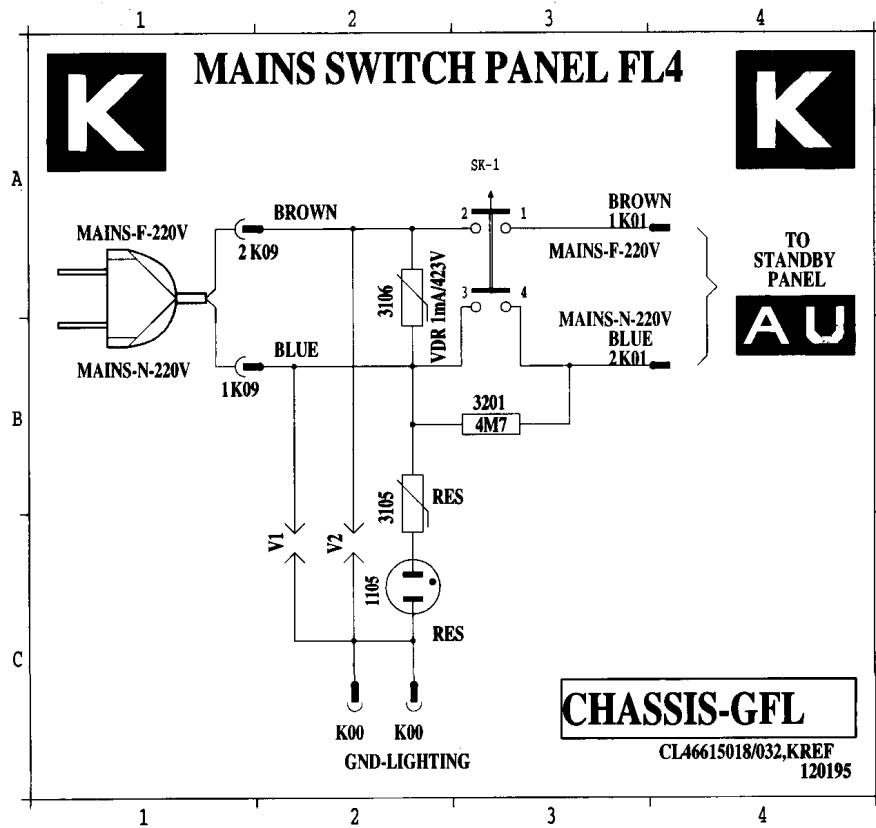 1 2 3 4
K MAINS SWITCH PANEL FL4 K
A
SK-1
BROWN
2 1
BROWN
1K01
MAINS-F-220V
2 K09
MAINS-F-220V
TO
STANDBY
PANEL
3106
VDR 1mA/423V
3 4
MAINS-N-220V
BLUE
2K01
AU
MAINS-N-220V
BLUE
1K09
B
3201
4M7
3105
RES
V1
V2
1105
RES
C
K00 K00
GND-LIGHTING
CHASSIS-GFL
CL46615018/032,KREF
120195
1 2 3 4